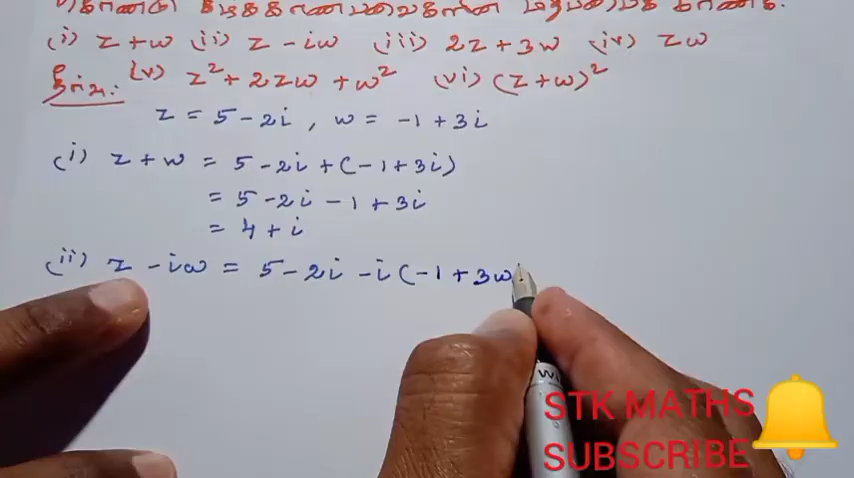 (i) z + w (ii) z - iw (iii) 2z + 3w (iv) zw
தீர்வு: (v) z² + 2zw + w² (vi) (z + w)²
z = 5 - 2i , w = -1 + 3i
(i) z + w = 5 - 2i + (-1 + 3i)
= 5 - 2i - 1 + 3i
= 4 + i
(ii) z - iw = 5 - 2i - i (-1 + 3w
STK MATHS
SUBSCRIBE